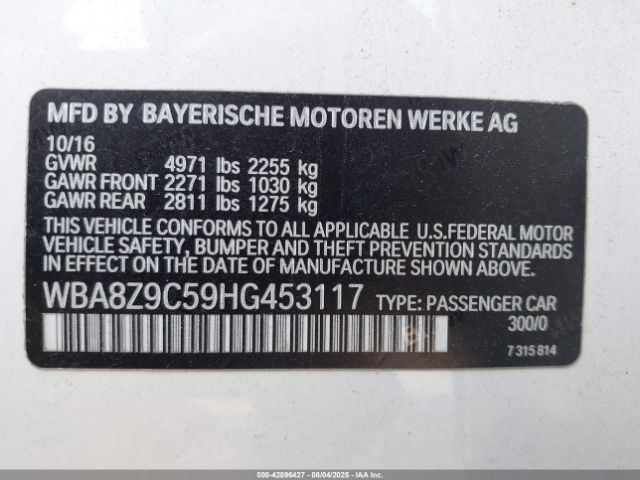 MFD BY BAYERISCHE MOTOREN WERKE AG
10/16
GVWR 4971 lbs 2255 kg
GAWR FRONT 2271 lbs 1030 kg
GAWR REAR 2811 lbs 1275 kg
THIS VEHICLE CONFORMS TO ALL APPLICABLE U.S.FEDERAL MOTOR
VEHICLE SAFETY, BUMPER AND THEFT PREVENTION STANDARDS
IN EFFECT ON THE DATE OF MANUFACTURE SHOWN ABOVE.
WBA8Z9C59HG453117 TYPE: PASSENGER CAR
300/0
7 315 814
000-42896427 - 08/04/2025 - IAAI.COM COPART